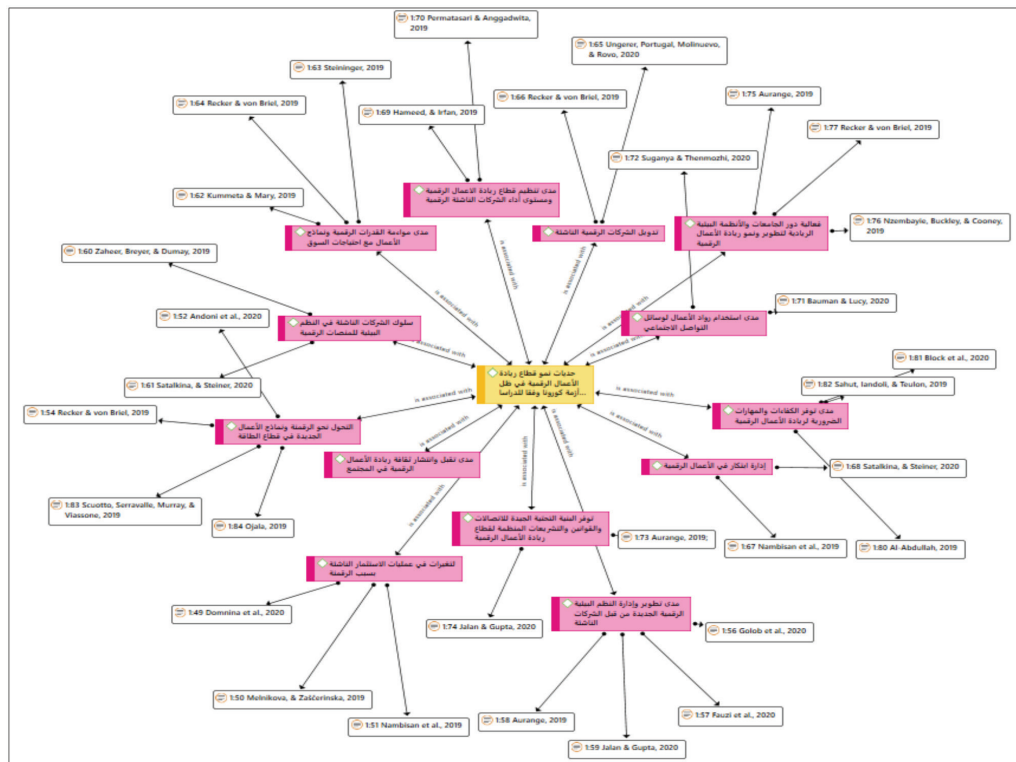 1:70 Permatasari & Anggadwita,
2019
1:65 Ungerer, Portugal, Molinuevo,
& Rovo, 2020
1:63 Steininger, 2019
1:75 Aurange, 2019
1:66 Recker & von Briel, 2019
1:64 Recker & von Briel, 2019
1:69 Hameed, & Irfan, 2019
1:77 Recker & von Briel, 2019
1:72 Suganya & Thenmozhi, 2020
1:62 Kummeta & Mary, 2019
مدى تنظيم قطاع ريادة الاعمال الرقمية
ومستوى أداء الشركات الناشئة الرقمية
مدى مواءمة القدرات الرقمية ونماذج
الأعمال مع احتياجات السوق
تدويل الشركات الرقمية الناشئة
فعالية دور الجامعات والأنظمة البيئية
الريادية لتطوير ونمو ريادة الأعمال
الرقمية
1:76 Nzembayie, Buckley, & Cooney,
2019
1:60 Zaheer, Breyer, & Dumay, 2019
1:71 Bauman & Lucy, 2020
1:52 Andoni et al., 2020
سلوك الشركات الناشئة في النظم
البيئية للمنصات الرقمية
مدى استخدام رواد الأعمال لوسائل
التواصل الاجتماعي
is associated with
is associated with
is associated with
is associated with
is associated with
is associated with
is associated with
1:81 Block et al., 2020
حديات نمو قطاع ريادة
الأعمال الرقمية في ظل
أزمة كورونا وفقا للدراسا...
1:61 Satalkina, & Steiner, 2020
1:82 Sahut, Iandoli, & Teulon, 2019
1:54 Recker & von Briel, 2019
is associated with
is associated with
مدى توفر الكفاءات والمهارات
الضرورية لريادة الأعمال الرقمية
التحول نحو الرقمنة ونماذج الأعمال
الجديدة في قطاع الطاقة
is associated with
is associated with
مدى تقبل وانتشار ثقافة ريادة الأعمال
الرقمية في المجتمع
إدارة ابتكار في الأعمال الرقمية
1:68 Satalkina, & Steiner, 2020
is associated with
is associated with
is associated with
1:83 Scuotto, Serravalle, Murray, &
Viassone, 2019
1:84 Ojala, 2019
توفر البنية التحتية الجيدة للاتصالات
والقوانين والتشريعات المنظمة لقطاع
ريادة الأعمال الرقمية
1:73 Aurange, 2019;
1:67 Nambisan et al., 2019
1:80 Al-Abdullah, 2019
لتغيرات في عمليات الاستثمار الناشئة
بسبب الرقمنة
1:49 Domnina et al., 2020
1:74 Jalan & Gupta, 2020
مدى تطوير وإدارة النظم البيئية
الرقمية الجديدة من قبل الشركات
الناشئة
1:56 Golob et al., 2020
1:50 Melnikova, & Zaščerinska, 2019
1:51 Nambisan et al., 2019
1:58 Aurange, 2019
1:57 Fauzi et al., 2020
1:59 Jalan & Gupta, 2020